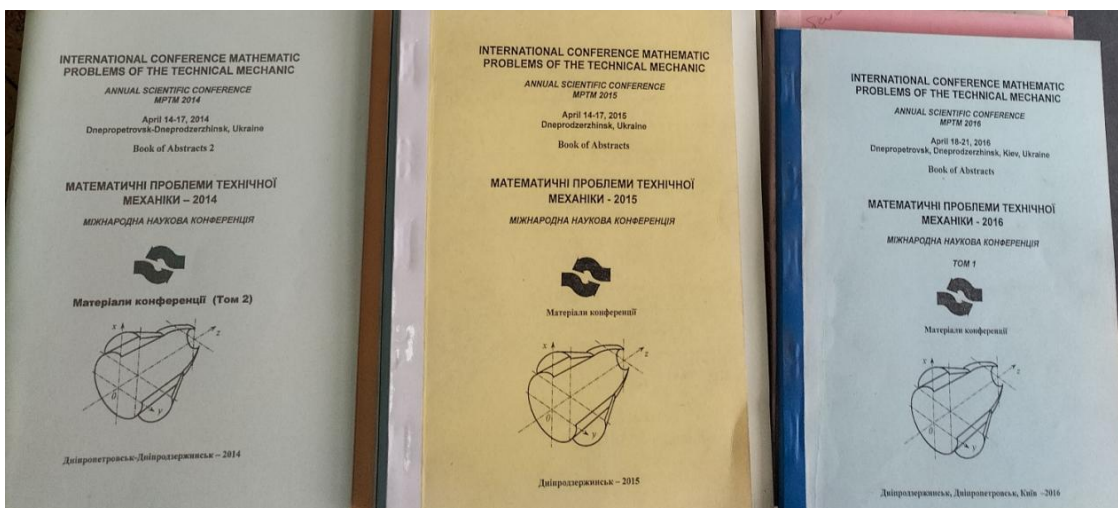 INTERNATIONAL CONFERENCE MATHEMATIC
PROBLEMS OF THE TECHNICAL MECHANIC
ANNUAL SCIENTIFIC CONFERENCE
MPTM 2014
April 14-17, 2014
Dnepropetrovsk-Dneprodzerzhinsk, Ukraine
Book of Abstracts 2
МАТЕМАТИЧНІ ПРОБЛЕМИ ТЕХНІЧНОЇ
МЕХАНІКИ – 2014
МІЖНАРОДНА НАУКОВА КОНФЕРЕНЦІЯ
Матеріали конференції (Том 2)
x
z
0
y
Дніпропетровськ-Дніпродзержинськ – 2014
INTERNATIONAL CONFERENCE MATHEMATIC
PROBLEMS OF THE TECHNICAL MECHANIC
ANNUAL SCIENTIFIC CONFERENCE
MPTM 2015
April 14-17, 2015
Dneprodzerzhinsk, Ukraine
Book of Abstracts
МАТЕМАТИЧНІ ПРОБЛЕМИ ТЕХНІЧНОЇ
МЕХАНІКИ - 2015
МІЖНАРОДНА НАУКОВА КОНФЕРЕНЦІЯ
Матеріали конференції
x
z
0
y
Дніпродзержинськ – 2015
INTERNATIONAL CONFERENCE MATHEMATIC
PROBLEMS OF THE TECHNICAL MECHANIC
ANNUAL SCIENTIFIC CONFERENCE
MPTM 2016
April 18-21, 2016
Dnepropetrovsk, Dneprodzerzhinsk, Kiev, Ukraine
Book of Abstracts
МАТЕМАТИЧНІ ПРОБЛЕМИ ТЕХНІЧНОЇ
МЕХАНІКИ - 2016
МІЖНАРОДНА НАУКОВА КОНФЕРЕНЦІЯ
ТОМ 1
Матеріали конференції
x
z
0
y
Дніпродзержинськ, Дніпропетровськ, Київ –2016